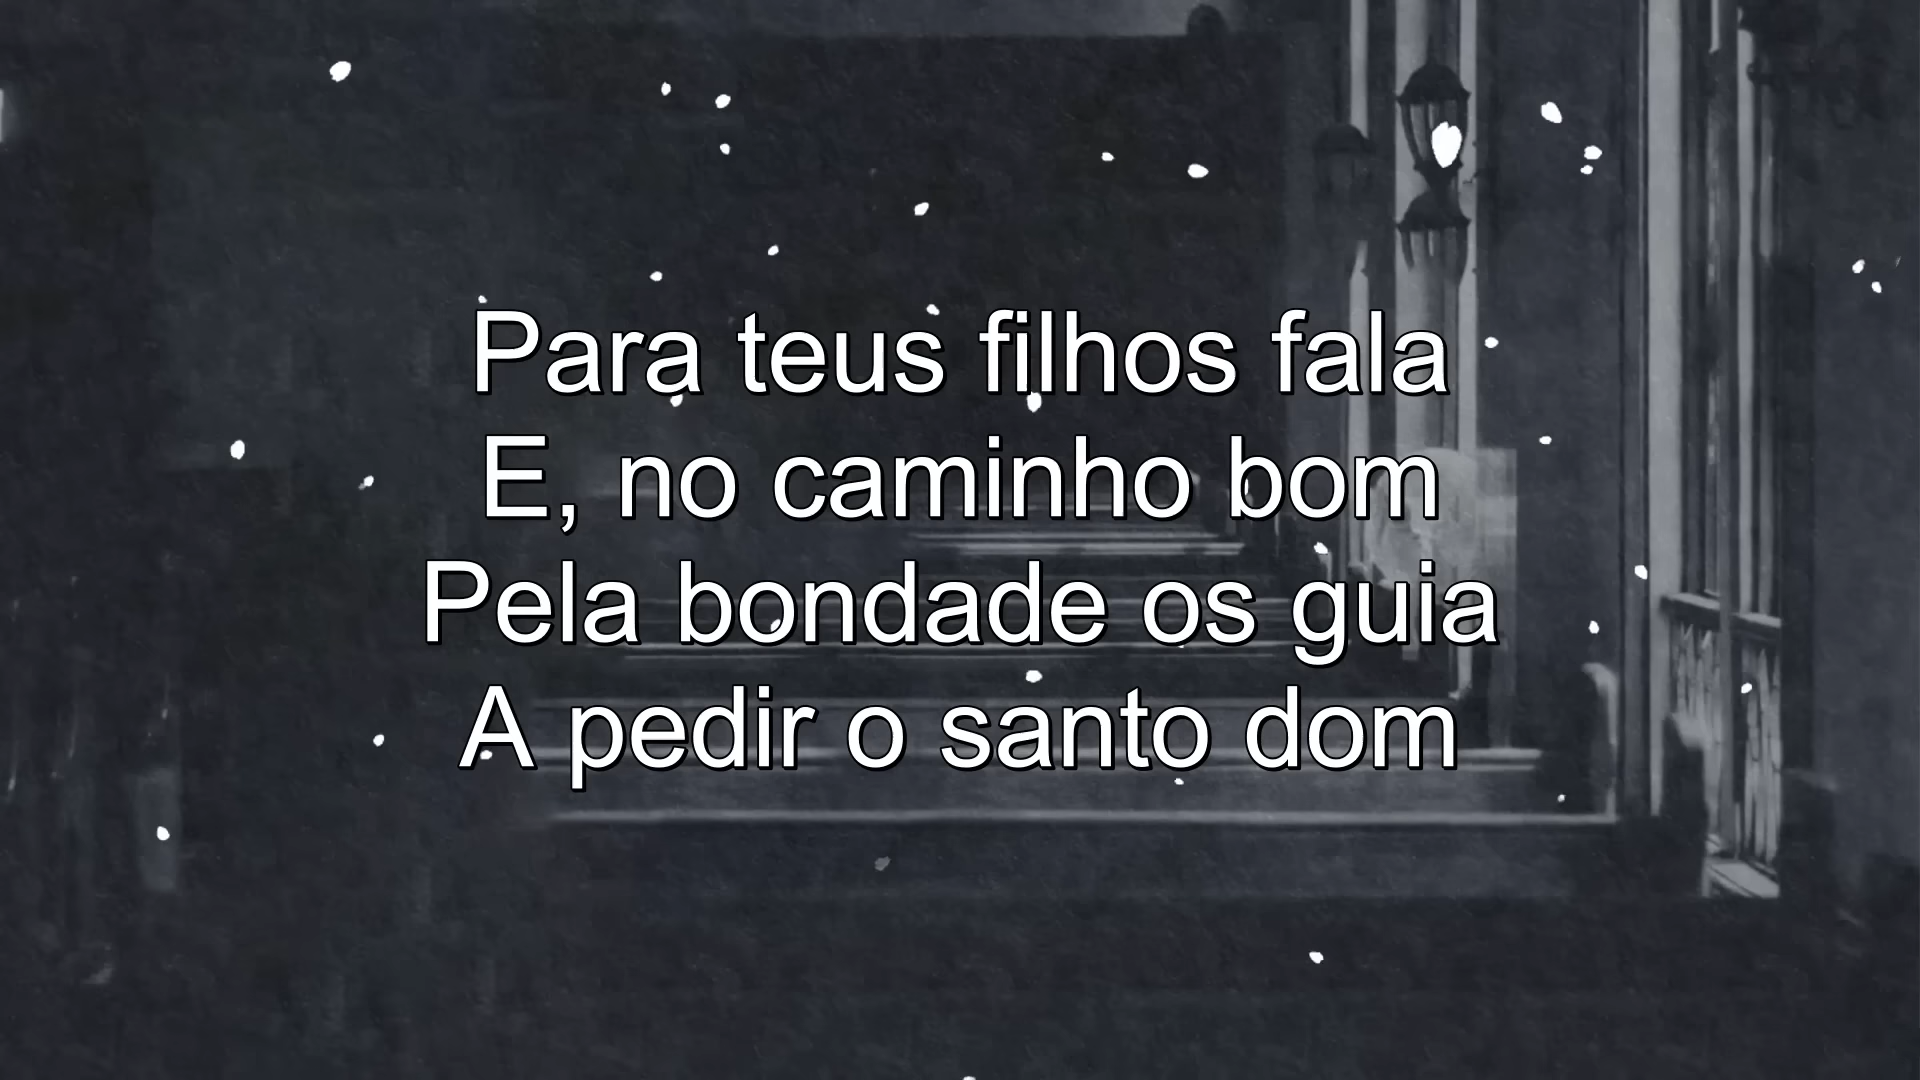 Para teus filhos fala
E, no caminho bom
Pela bondade os guia
A pedir o santo dom